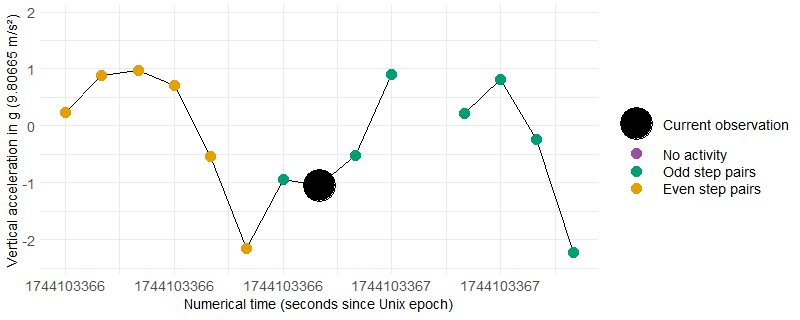 Vertical acceleration in g (9.80665 m/s²)
2
1
0
-1
-2
1744103366
1744103366
1744103366
1744103367
1744103367
Numerical time (seconds since Unix epoch)
Current observation
No activity
Odd step pairs
Even step pairs